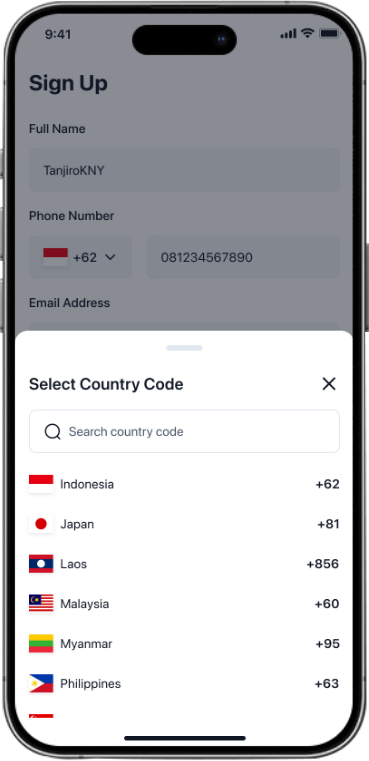 9:41
Sign Up
Full Name
TanjiroKNY
Phone Number
+62 081234567890
Email Address
Select Country Code
Search country code
Indonesia +62
Japan +81
Laos +856
Malaysia +60
Myanmar +95
Philippines +63